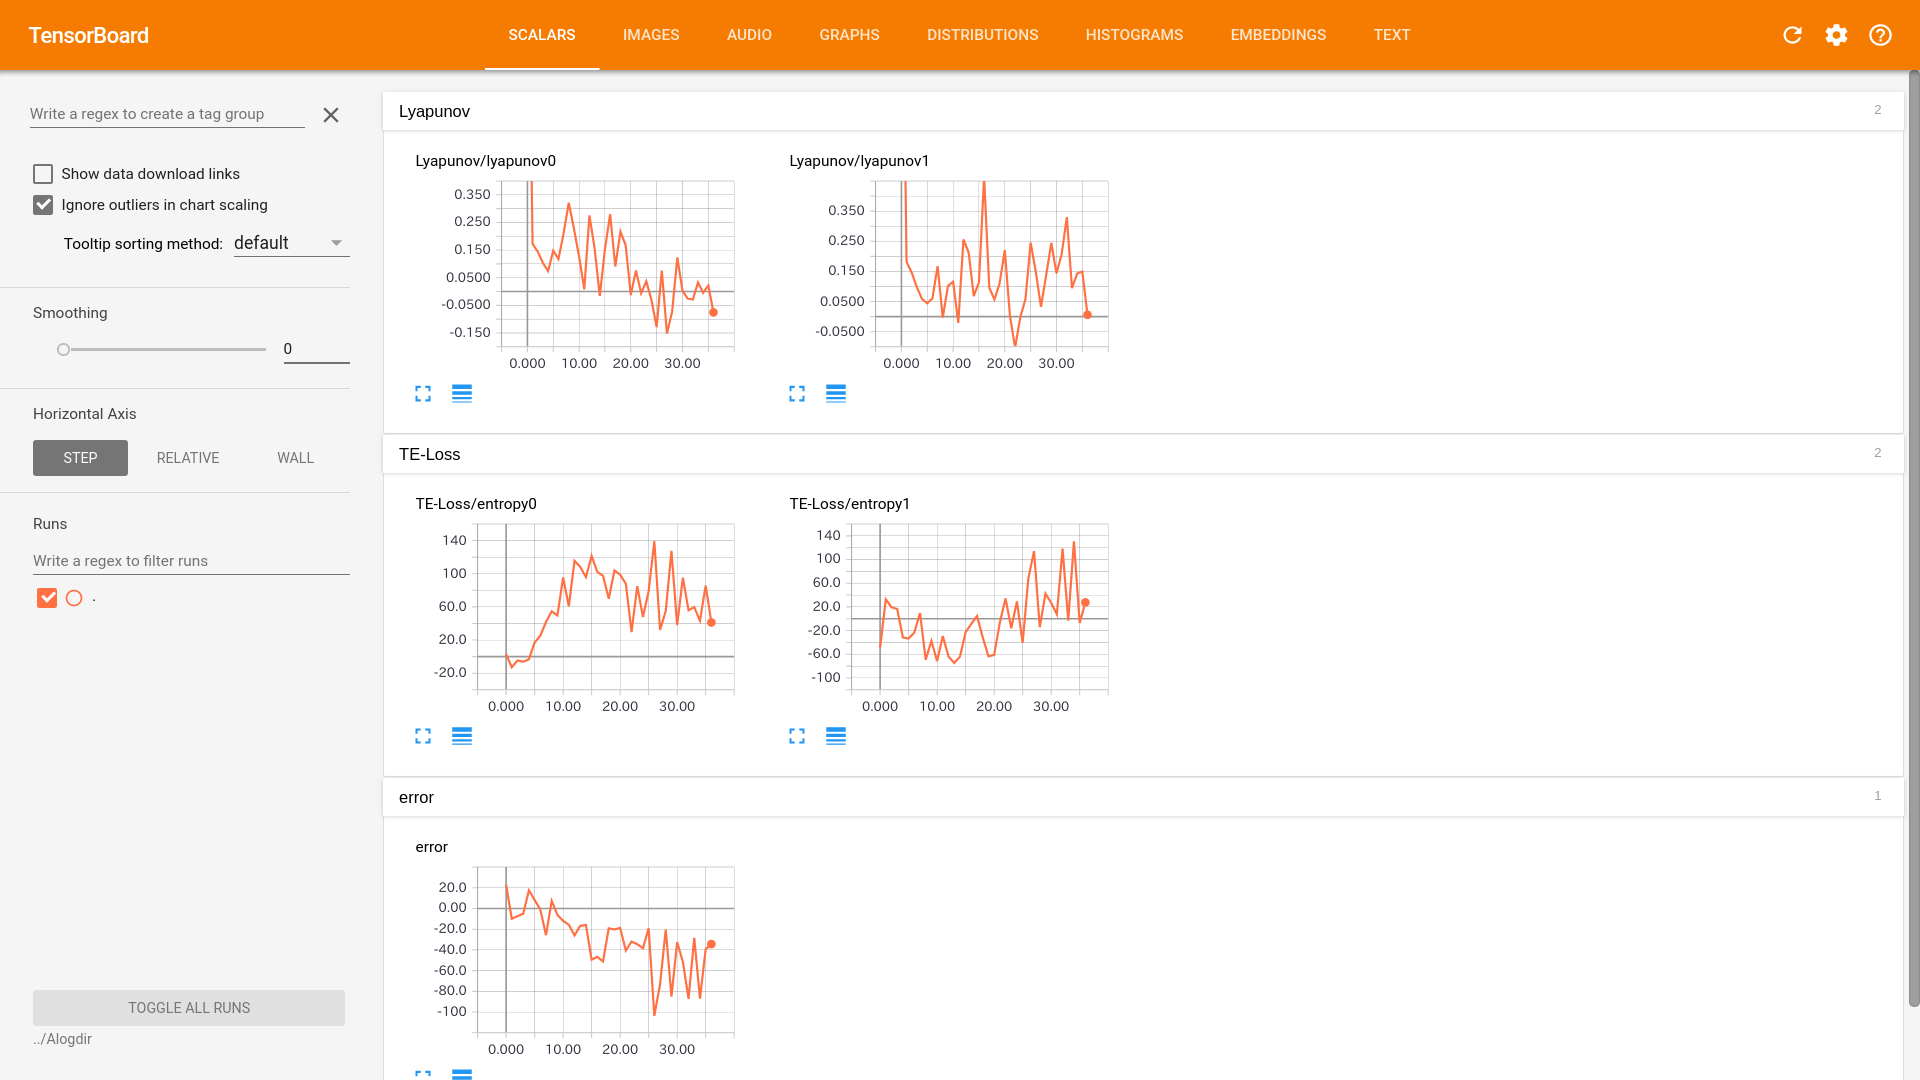 TensorBoard
SCALARS IMAGES AUDIO GRAPHS DISTRIBUTIONS HISTOGRAMS EMBEDDINGS TEXT
Write a regex to create a tag group
Show data download links
Ignore outliers in chart scaling
Tooltip sorting method: default
Smoothing
0
Horizontal Axis
STEP RELATIVE WALL
Runs
Write a regex to filter runs
.
TOGGLE ALL RUNS
../Alogdir
Lyapunov 2
Lyapunov/lyapunov0
0.350
0.250
0.150
0.0500
-0.0500
-0.150
0.000 10.00 20.00 30.00
Lyapunov/lyapunov1
0.350
0.250
0.150
0.0500
-0.0500
0.000 10.00 20.00 30.00
TE-Loss 2
TE-Loss/entropy0
140
100
60.0
20.0
-20.0
0.000 10.00 20.00 30.00
TE-Loss/entropy1
140
100
60.0
20.0
-20.0
-60.0
-100
0.000 10.00 20.00 30.00
error 1
error
20.0
0.00
-20.0
-40.0
-60.0
-80.0
-100
0.000 10.00 20.00 30.00